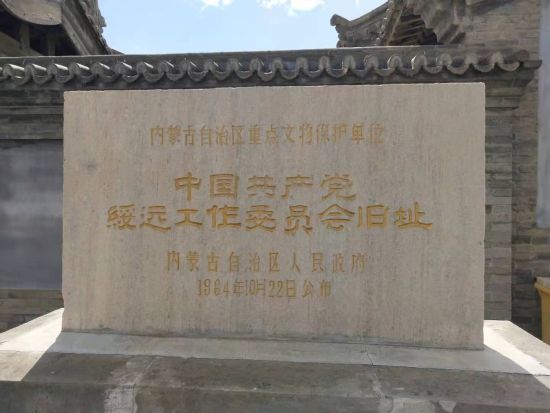 内蒙古自治区重点文物保护单位
中国共产党
绥远工作委员会旧址
内蒙古自治区人民政府
1964年10月22日公布